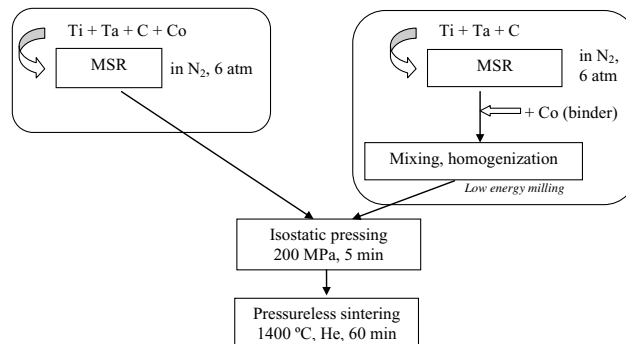 Ti + Ta + C + Co
MSR
in N₂, 6 atm
Ti + Ta + C
MSR
in N₂,
6 atm
+ Co (binder)
Mixing, homogenization
Low energy milling
Isostatic pressing
200 MPa, 5 min
Pressureless sintering
1400 ºC, He, 60 min